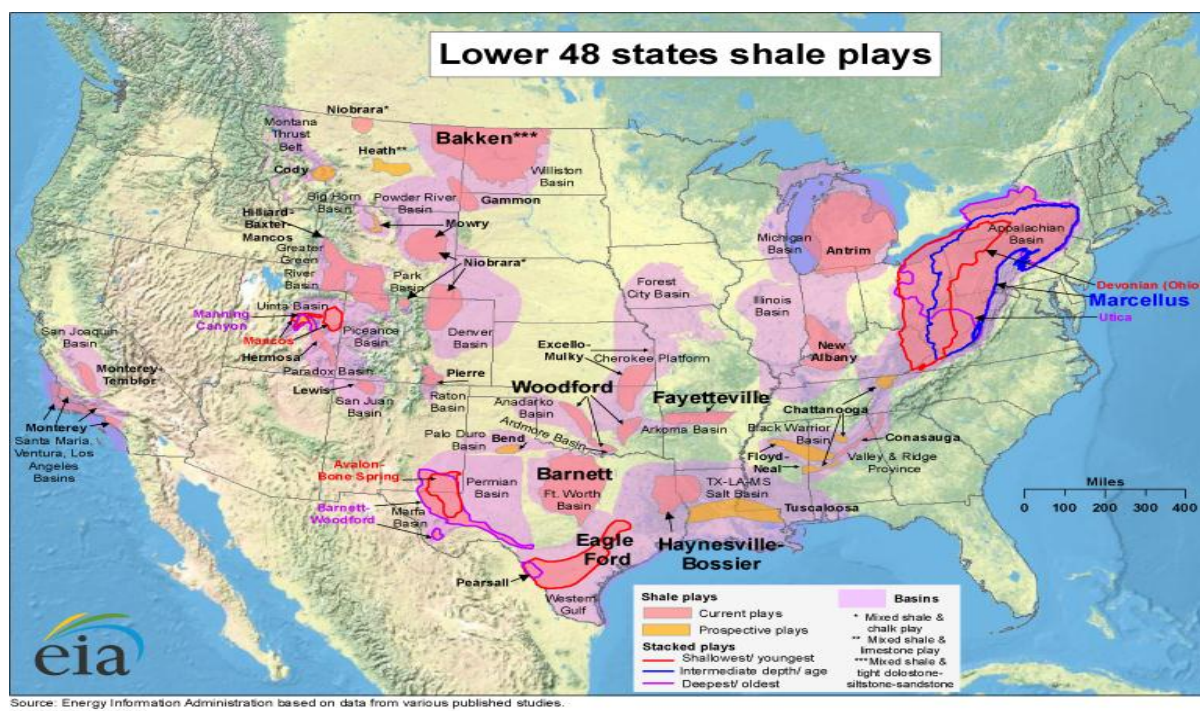 Lower 48 states shale plays
Niobrara*
Montana
Thrust
Belt
Bakken***
Heath**
Cody
Williston
Basin
Big Horn
Basin
Powder River
Basin
Gammon
Hilliard-
Baxter-
Mancos
Mowry
Greater
Green
River
Basin
Niobrara*
Park
Basin
Michigan
Basin
Antrim
Appalachian
Basin
Devonian (Ohio)
Marcellus
Utica
Forest
City Basin
Illinois
Basin
Uinta Basin
Manning
Canyon
Mancos
Piceance
Basin
Denver
Basin
San Joaquin
Basin
Hermosa
Paradox Basin
Excello-
Mulky
Cherokee Platform
New
Albany
Monterey-
Temblor
Lewis
San Juan
Basin
Pierre
Raton
Basin
Woodford
Anadarko
Basin
Fayetteville
Chattanooga
Monterey
Santa Maria,
Ventura, Los
Angeles
Basins
Palo Duro
Basin
Bend
Ardmore Basin
Arkoma Basin
Black Warrior
Basin
Conasauga
Floyd-
Neal
Valley & Ridge
Province
Avalon-
Bone Spring
Permian
Basin
Barnett
Ft. Worth
Basin
TX-LA-MS
Salt Basin
Tuscaloosa
Barnett-
Woodford
Marfa
Basin
Eagle
Ford
Haynesville-
Bossier
Pearsall
Western
Gulf
Miles
0 100 200 300 400
Shale plays
Current plays
Prospective plays
Stacked plays
Shallowest/ youngest
Intermediate depth/ age
Deepest/ oldest
Basins
* Mixed shale &
chalk play
** Mixed shale &
limestone play
***Mixed shale &
tight dolostone-
siltstone-sandstone
eia
Source: Energy Information Administration based on data from various published studies.